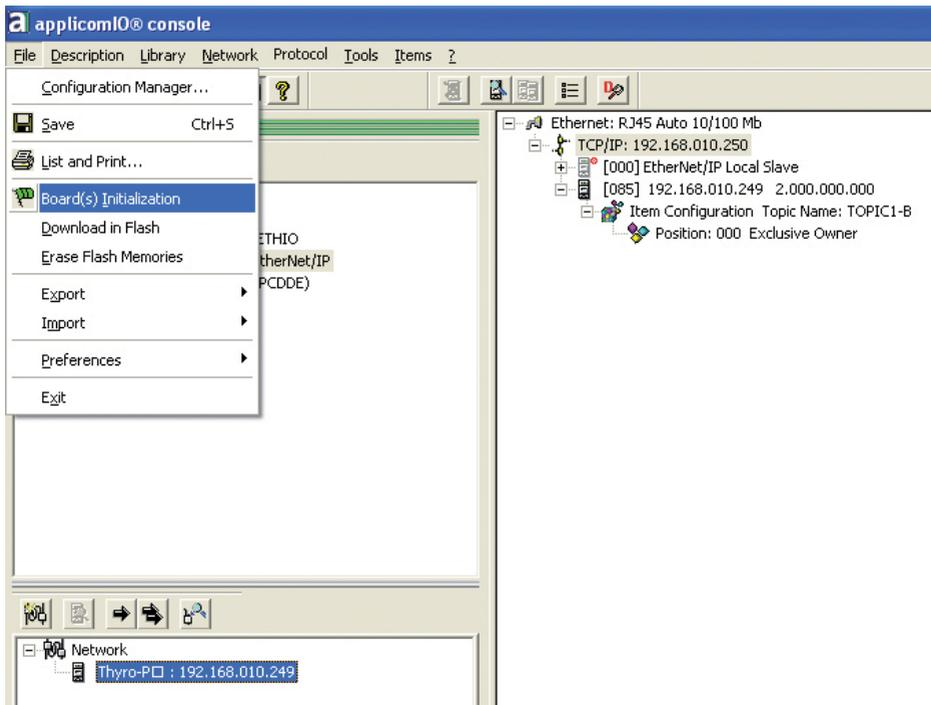 a applicomIO® console
File Description Library Network Protocol Tools Items ?
Configuration Manager...
Save Ctrl+S
List and Print...
Board(s) Initialization
Download in Flash
Erase Flash Memories
Export
Import
Preferences
Exit
ETHIO
therNet/IP
PCDDE)
Ethernet: RJ45 Auto 10/100 Mb
TCP/IP: 192.168.010.250
[000] EtherNet/IP Local Slave
[085] 192.168.010.249 2.000.000.000
Item Configuration Topic Name: TOPIC1-B
Position: 000 Exclusive Owner
Network
Thyro-P□ : 192.168.010.249